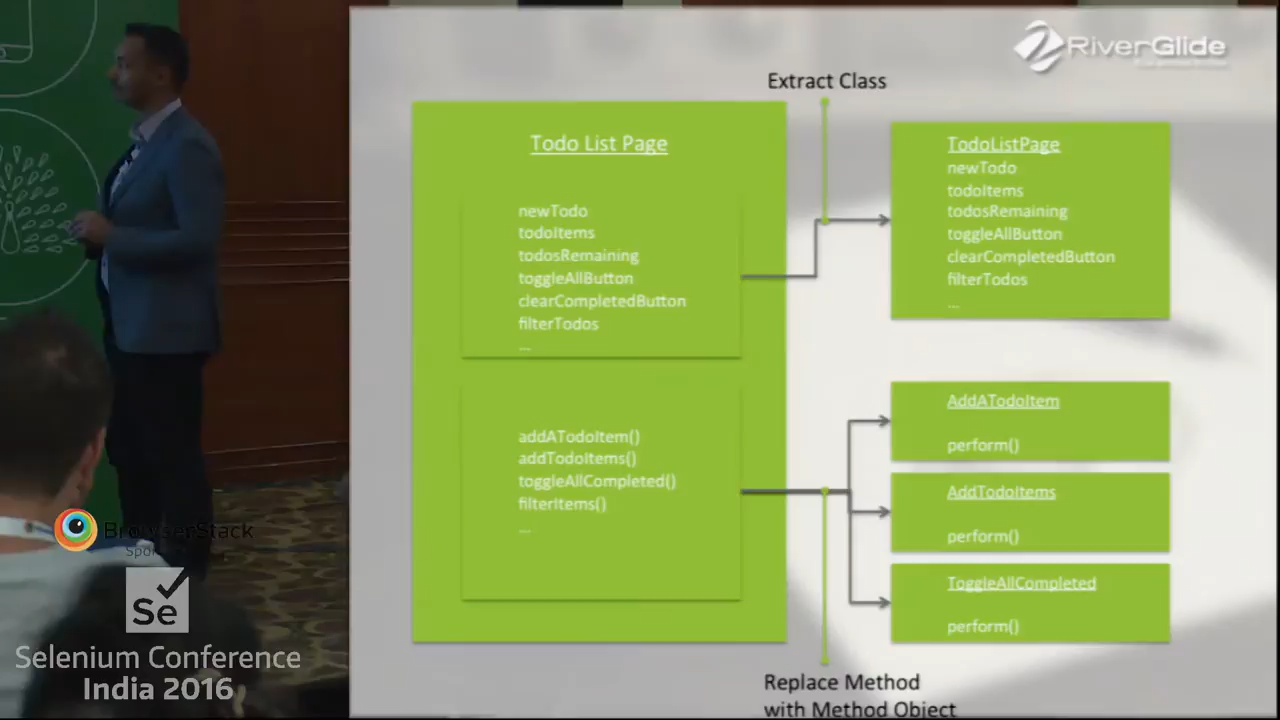 RiverGlide
Extract Class
Todo List Page
newTodo
todoItems
todosRemaining
toggleAllButton
clearCompletedButton
filterTodos
...
addATodoItem()
addTodoItems()
toggleAllCompleted()
filterItems()
...
TodoListPage
newTodo
todoItems
todosRemaining
toggleAllButton
clearCompletedButton
filterTodos
...
AddATodoItem
perform()
AddTodoItems
perform()
ToggleAllCompleted
perform()
Replace Method
with Method Object
BrowserStack
Se
Selenium Conference
India 2016